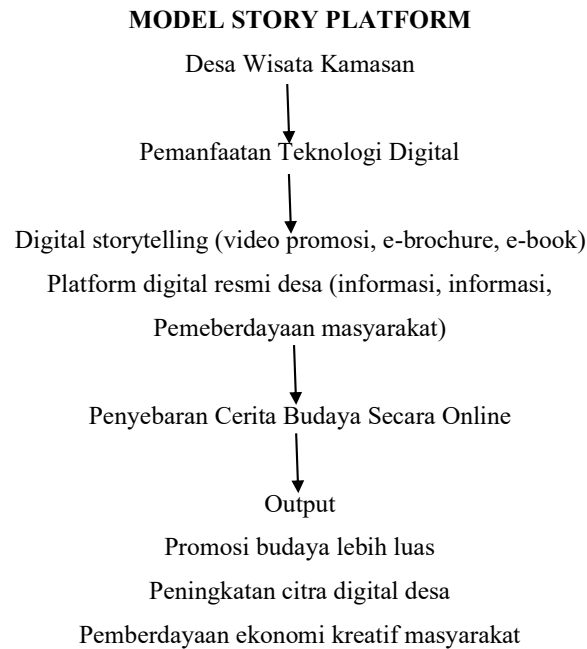 MODEL STORY PLATFORM
Desa Wisata Kamasan
Pemanfaatan Teknologi Digital
Digital storytelling (video promosi, e-brochure, e-book)
Platform digital resmi desa (informasi, informasi,
Pemeberdayaan masyarakat)
Penyebaran Cerita Budaya Secara Online
Output
Promosi budaya lebih luas
Peningkatan citra digital desa
Pemberdayaan ekonomi kreatif masyarakat